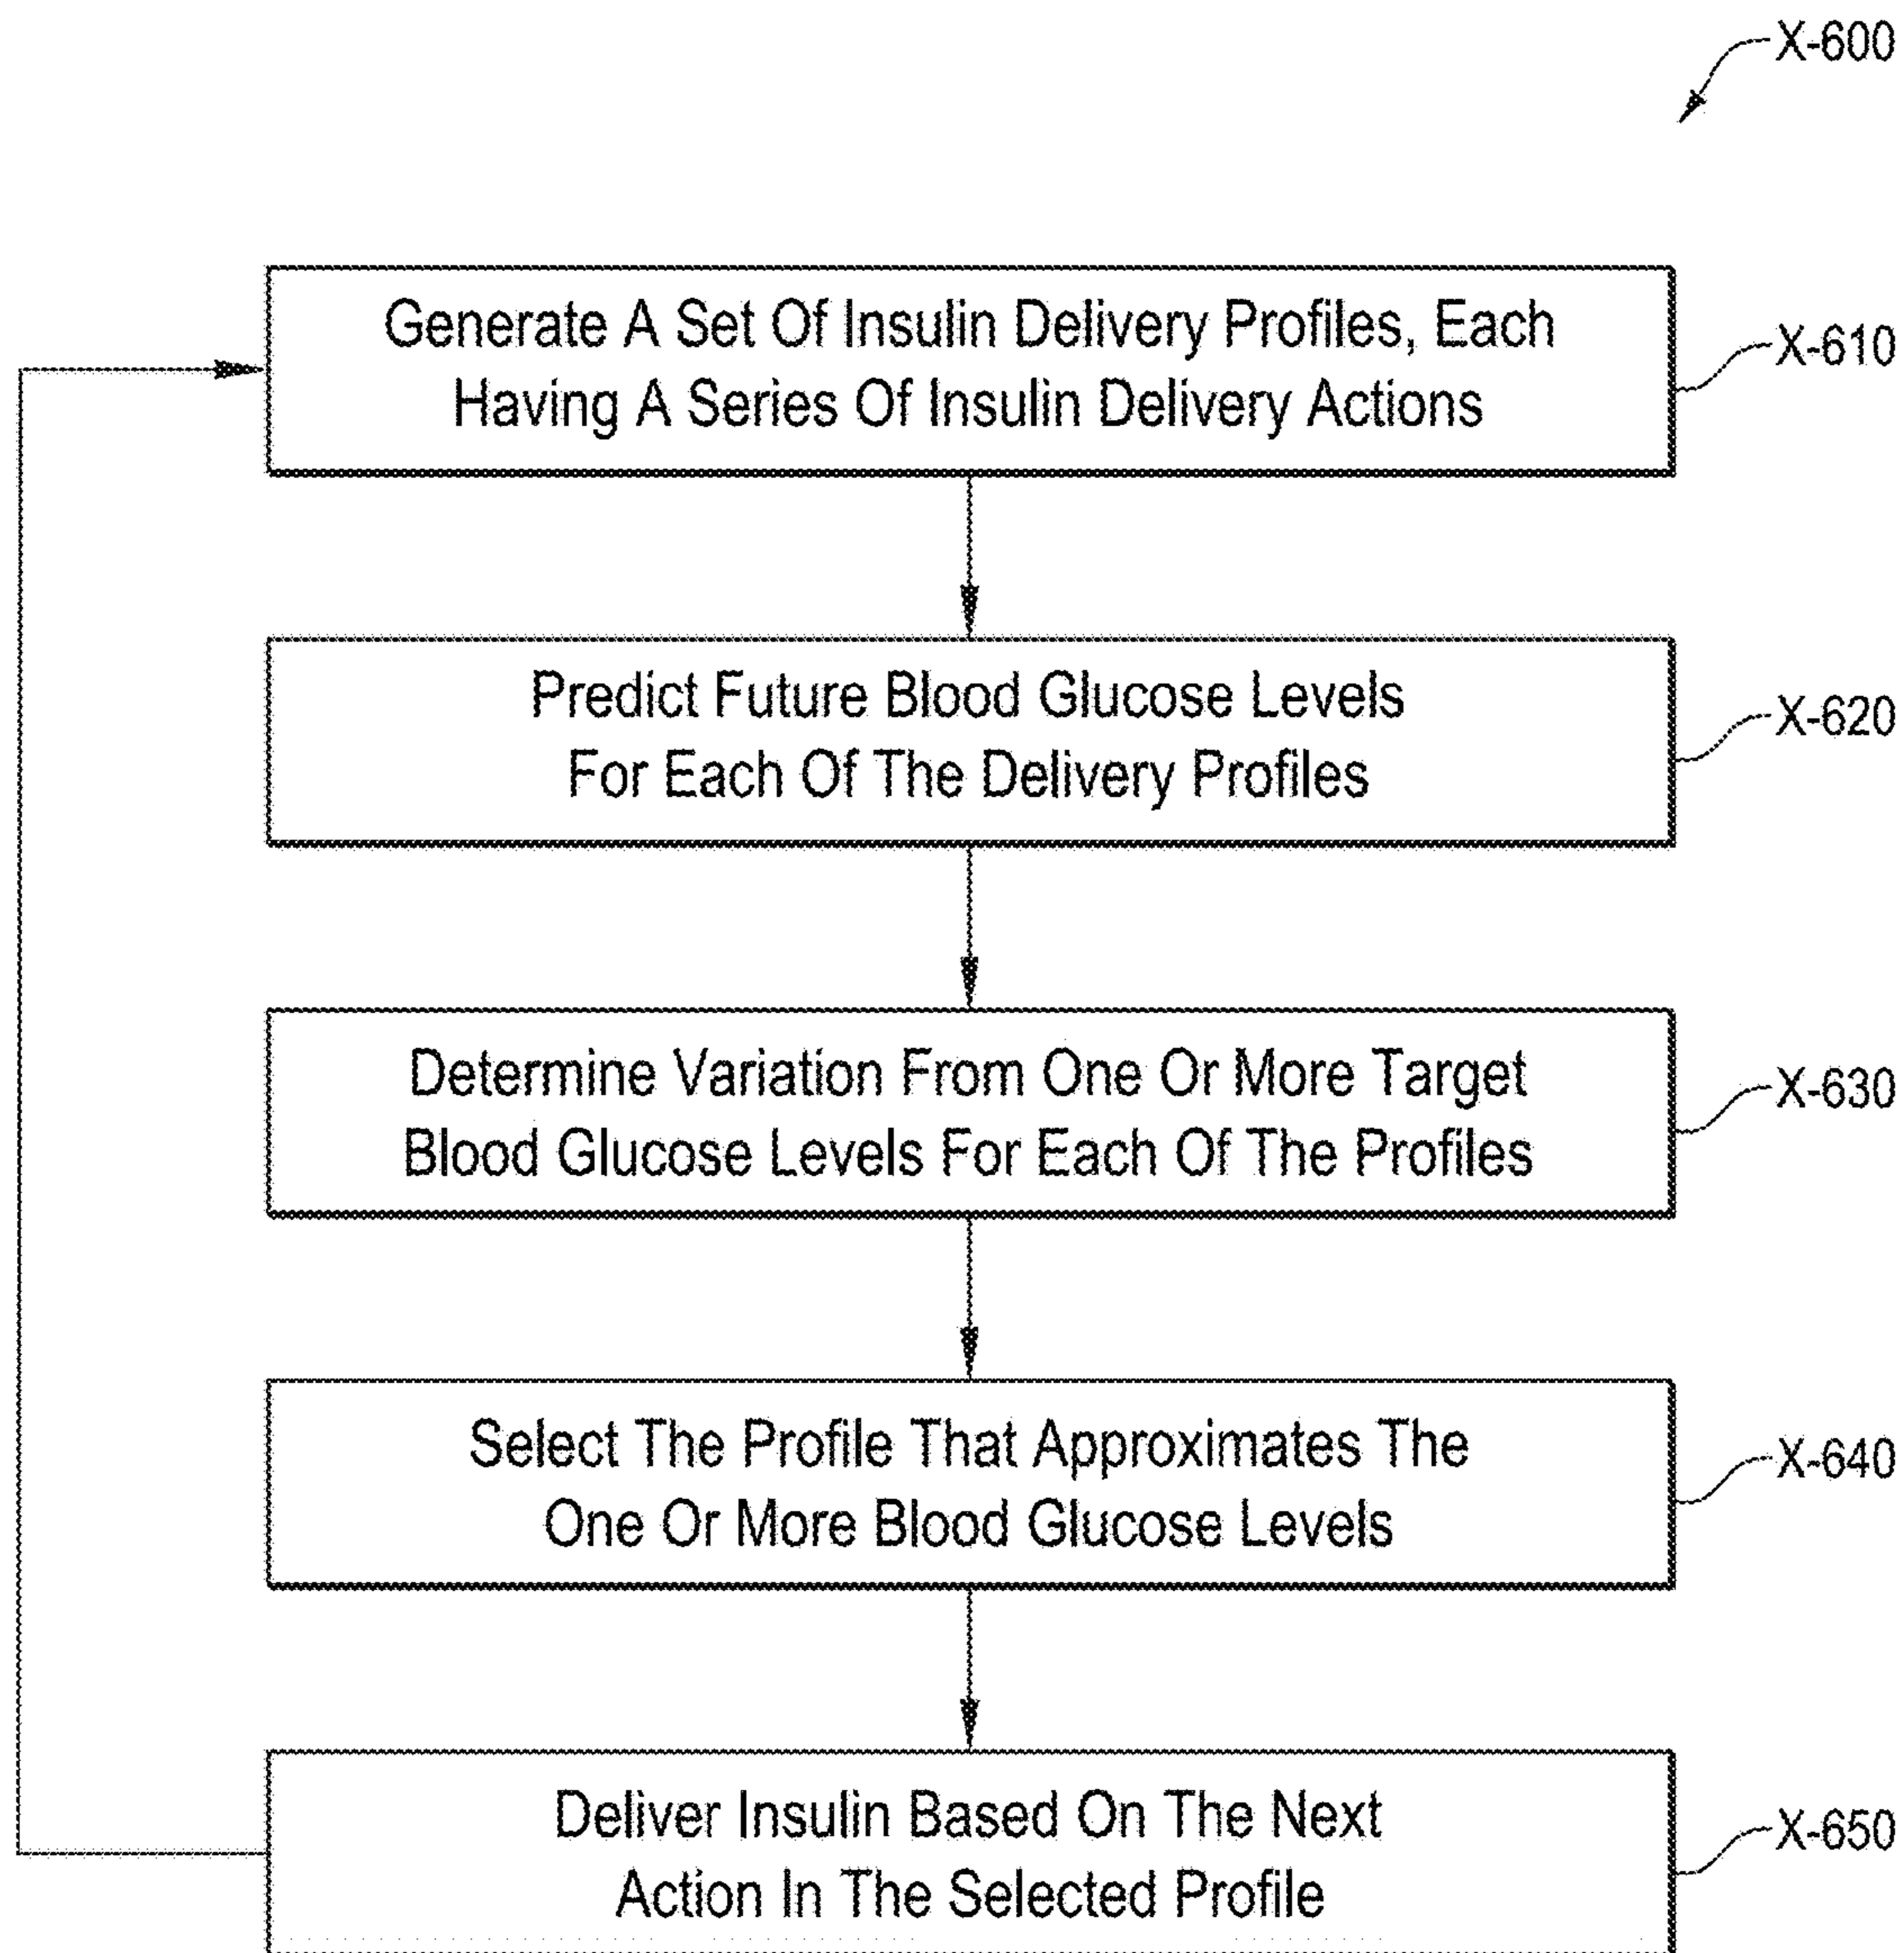 X-600
Generate A Set Of Insulin Delivery Profiles, Each
Having A Series Of Insulin Delivery Actions
X-610
Predict Future Blood Glucose Levels
For Each Of The Delivery Profiles
X-620
Determine Variation From One Or More Target
Blood Glucose Levels For Each Of The Profiles
X-630
Select The Profile That Approximates The
One Or More Blood Glucose Levels
X-640
Deliver Insulin Based On The Next
Action In The Selected Profile
X-650